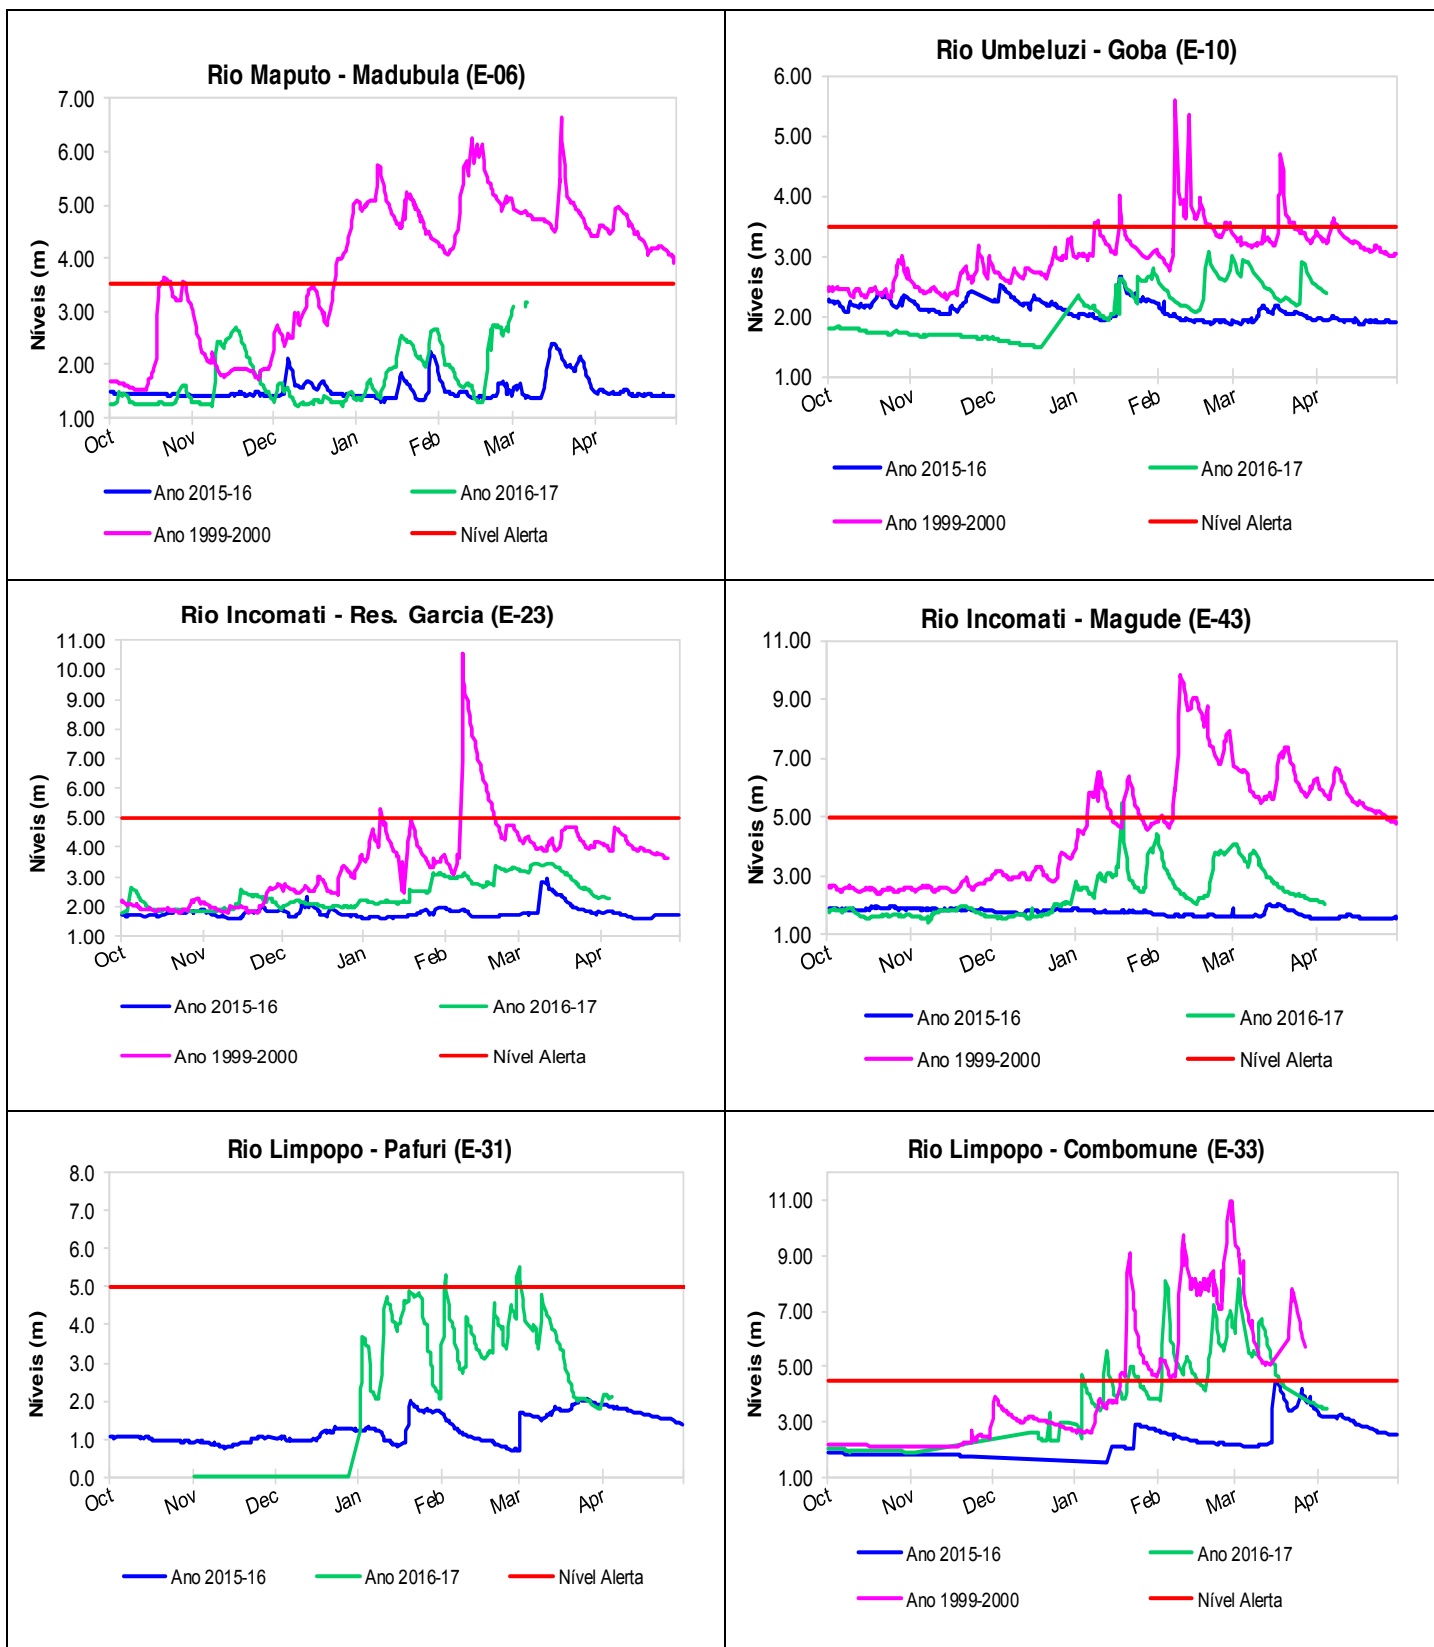 Rio Maputo - Madubula (E-06)
7.00
6.00
5.00
4.00
3.00
2.00
1.00
Níveis (m)
Oct Nov Dec Jan Feb Mar Apr
Ano 2015-16 Ano 2016-17
Ano 1999-2000 Nível Alerta
Rio Umbeluzi - Goba (E-10)
6.00
5.00
4.00
3.00
2.00
1.00
Níveis (m)
Oct Nov Dec Jan Feb Mar Apr
Ano 2015-16 Ano 2016-17
Ano 1999-2000 Nível Alerta
Rio Incomati - Res. Garcia (E-23)
11.00
10.00
9.00
8.00
7.00
6.00
5.00
4.00
3.00
2.00
1.00
Níveis (m)
Oct Nov Dec Jan Feb Mar Apr
Ano 2015-16 Ano 2016-17
Ano 1999-2000 Nível Alerta
Rio Incomati - Magude (E-43)
11.00
9.00
7.00
5.00
3.00
1.00
Níveis (m)
Oct Nov Dec Jan Feb Mar Apr
Ano 2015-16 Ano 2016-17
Ano 1999-2000 Nível Alerta
Rio Limpopo - Pafuri (E-31)
8.0
7.0
6.0
5.0
4.0
3.0
2.0
1.0
0.0
Níveis (m)
Oct Nov Dec Jan Feb Mar Apr
Ano 2015-16 Ano 2016-17 Nível Alerta
Rio Limpopo - Combomune (E-33)
11.00
9.00
7.00
5.00
3.00
1.00
Níveis (m)
Oct Nov Dec Jan Feb Mar Apr
Ano 2015-16 Ano 2016-17
Ano 1999-2000 Nível Alerta